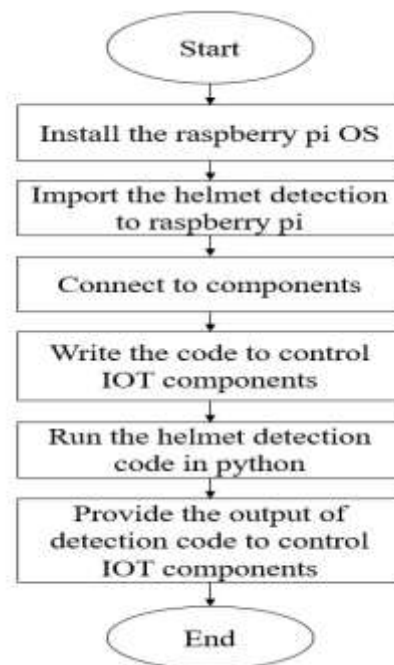 Start
Install the raspberry pi OS
Import the helmet detection
to raspberry pi
Connect to components
Write the code to control
IOT components
Run the helmet detection
code in python
Provide the output of
detection code to control
IOT components
End